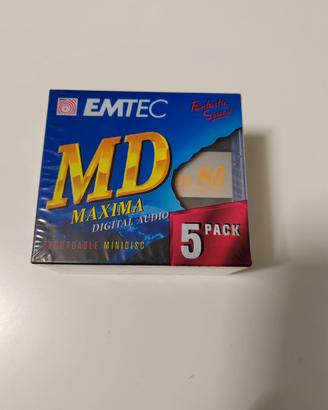 EMTEC
Fantastic Sound!
MD
80
MAXIMA
DIGITAL AUDIO
RECORDABLE MINIDISC
5 PACK